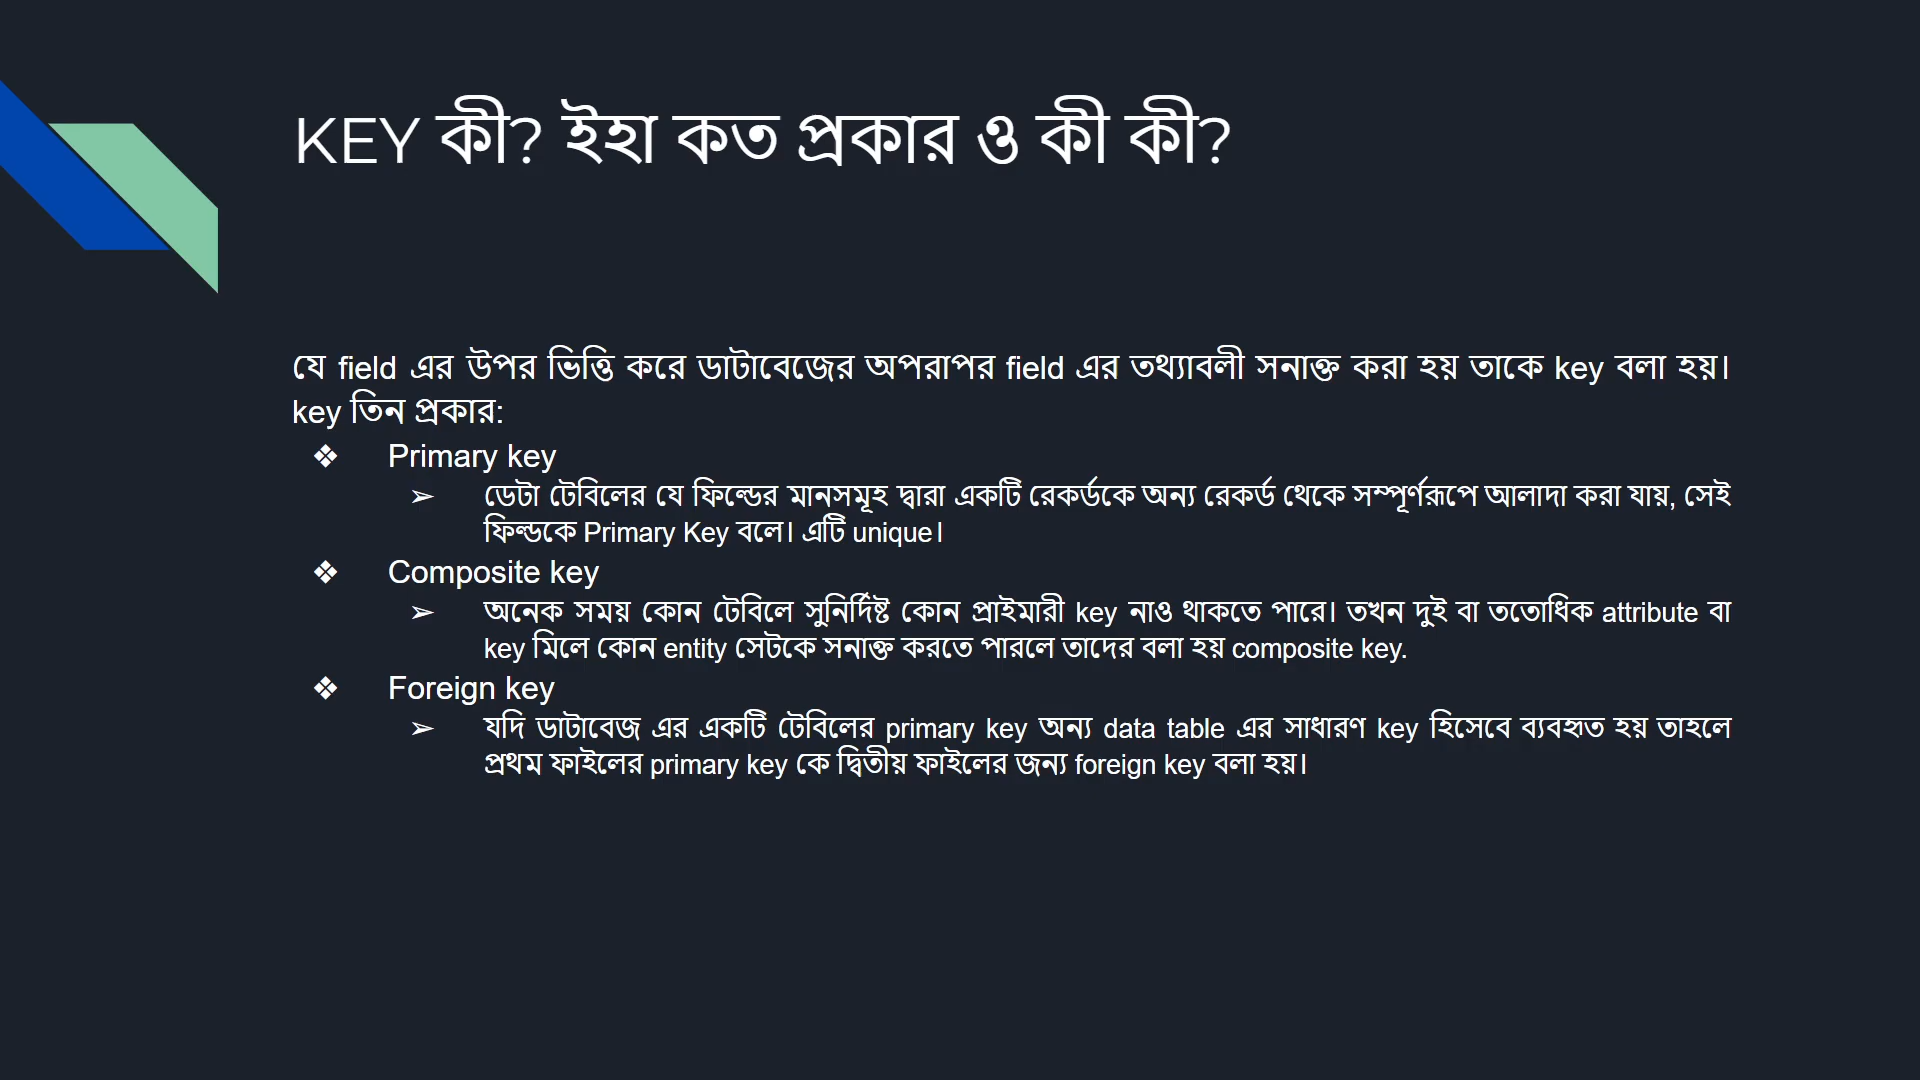 KEY কী? ইহা কত প্রকার ও কী কী?
যে field এর উপর ভিত্তি করে ডাটাবেজের অপরাপর field এর তথ্যাবলী সনাক্ত করা হয় তাকে key বলা হয়।
key তিন প্রকার:
❖ Primary key
➢ ডেটা টেবিলের যে ফিল্ডের মানসমূহ দ্বারা একটি রেকর্ডকে অন্য রেকর্ড থেকে সম্পূর্ণরূপে আলাদা করা যায়, সেই
ফিল্ডকে Primary Key বলে। এটি unique।
❖ Composite key
➢ অনেক সময় কোন টেবিলে সুনির্দিষ্ট কোন প্রাইমারী key নাও থাকতে পারে। তখন দুই বা ততোধিক attribute বা
key মিলে কোন entity সেটকে সনাক্ত করতে পারলে তাদের বলা হয় composite key.
❖ Foreign key
➢ যদি ডাটাবেজ এর একটি টেবিলের primary key অন্য data table এর সাধারণ key হিসেবে ব্যবহৃত হয় তাহলে
প্রথম ফাইলের primary key কে দ্বিতীয় ফাইলের জন্য foreign key বলা হয়।